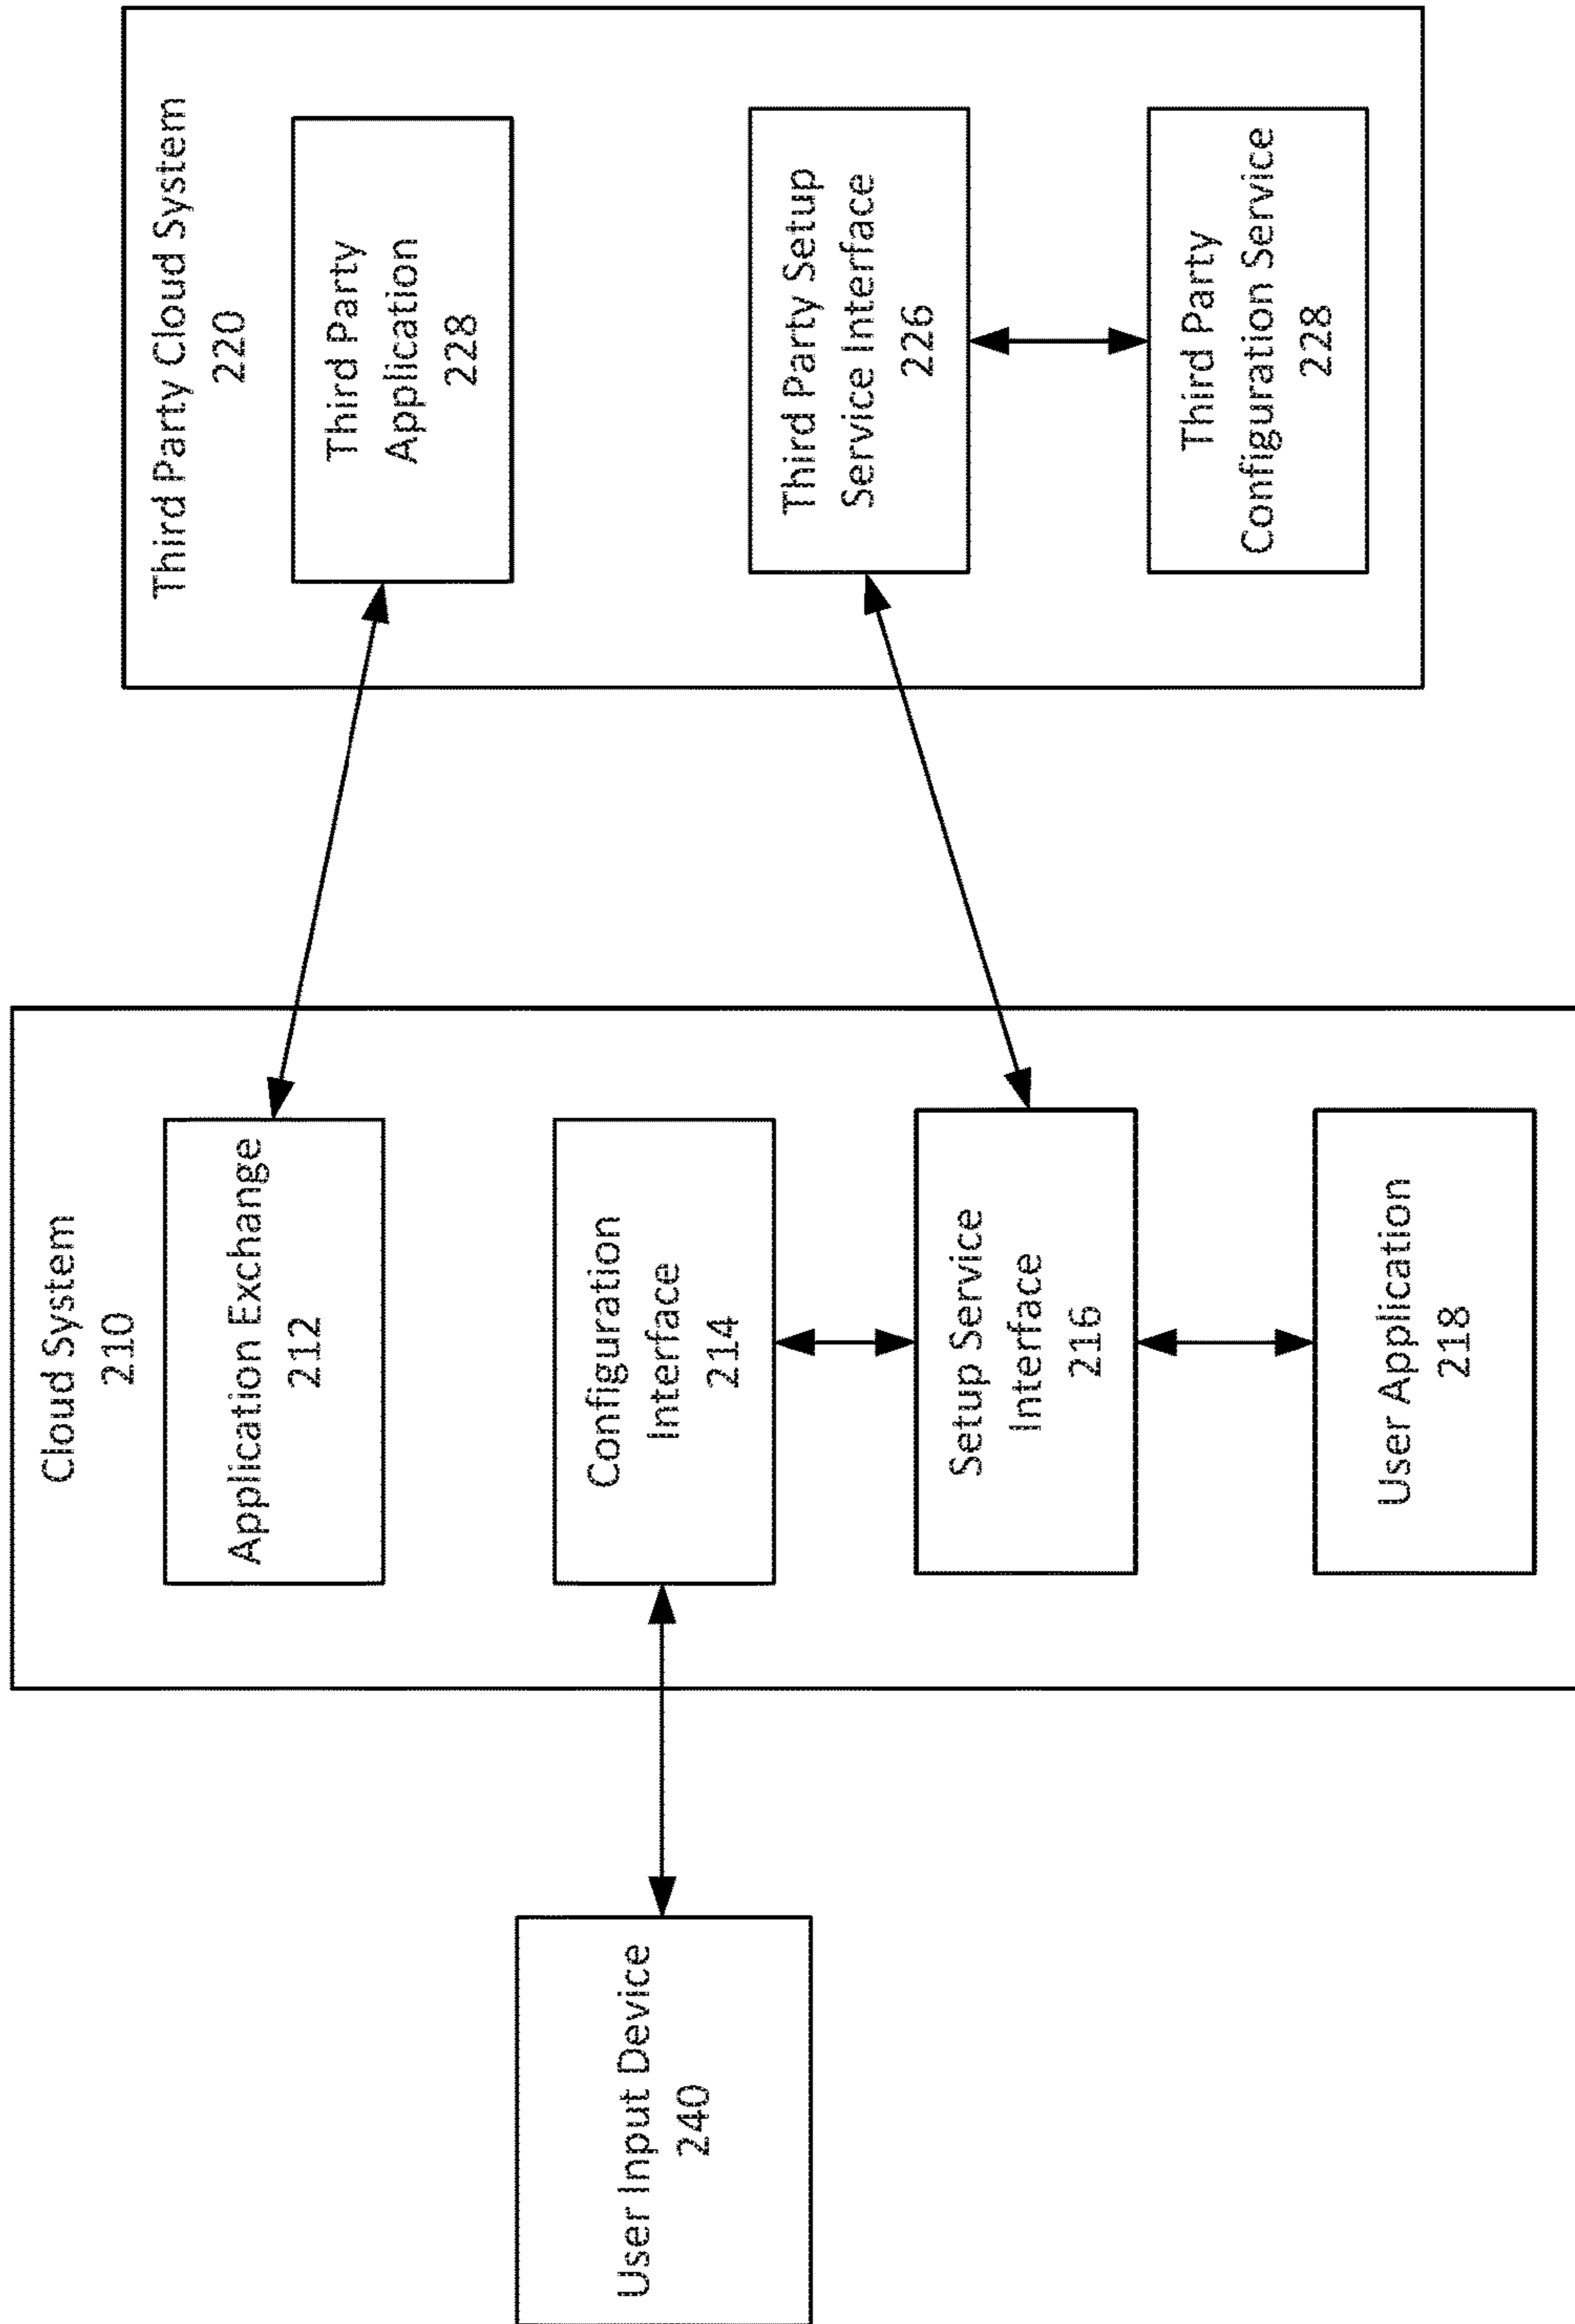 User Input Device
240
Cloud System
210
Application Exchange
212
Configuration
Interface
214
Setup Service
Interface
216
User Application
218
Third Party Cloud System
220
Third Party
Application
228
Third Party Setup
Service Interface
226
Third Party
Configuration Service
228